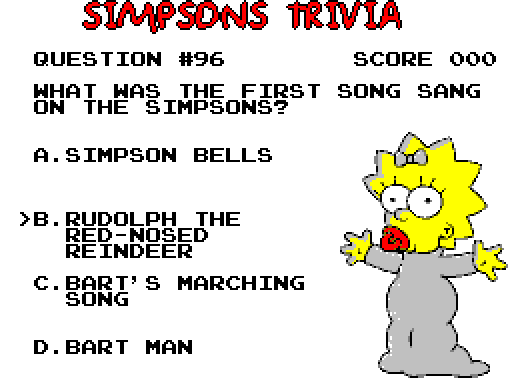 SIMPSONS TRIVIA
QUESTION #96 SCORE 000
WHAT WAS THE FIRST SONG SANG
ON THE SIMPSONS?
A.SIMPSON BELLS
>B.RUDOLPH THE
RED-NOSED
REINDEER
C.BART'S MARCHING
SONG
D.BART MAN